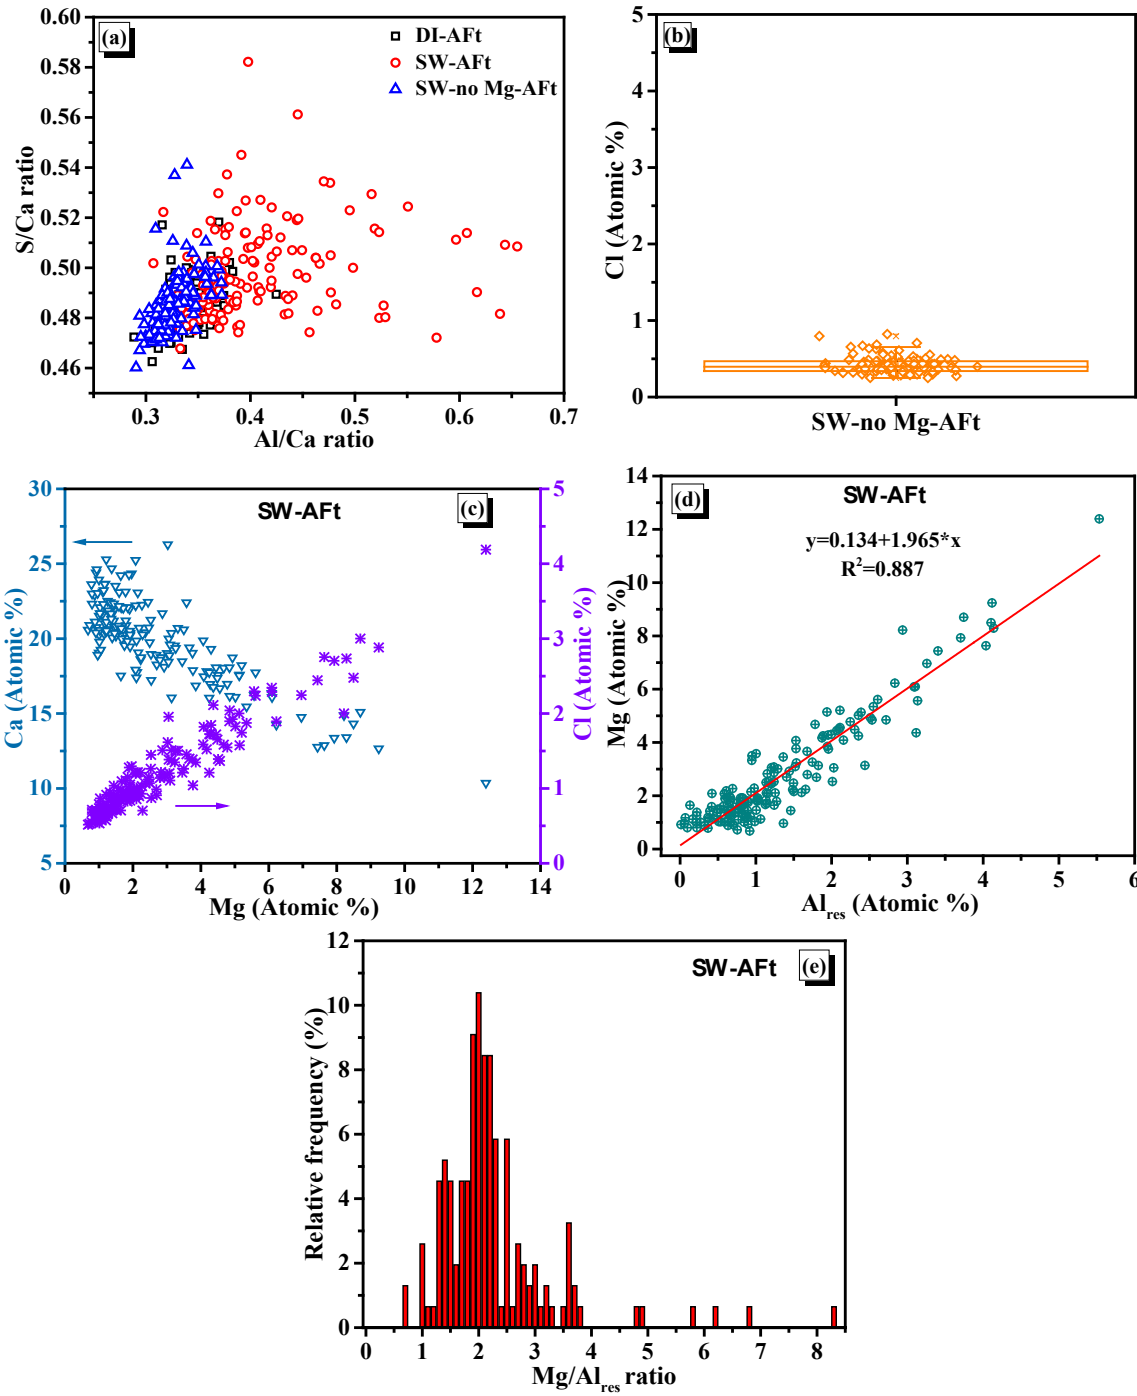 (a)
DI-AFt
SW-AFt
SW-no Mg-AFt
0.60
0.58
0.56
0.54
0.52
0.50
0.48
0.46
S/Ca ratio
0.3 0.4 0.5 0.6 0.7
Al/Ca ratio
(b)
5
4
3
2
1
0
Cl (Atomic %)
SW-no Mg-AFt
SW-AFt
(c)
30
25
20
15
10
5
Ca (Atomic %)
5
4
3
2
1
0
Cl (Atomic %)
0 2 4 6 8 10 12 14
Mg (Atomic %)
(d)
SW-AFt
y=0.134+1.965*x
R²=0.887
14
12
10
8
6
4
2
0
Mg (Atomic %)
0 1 2 3 4 5 6
Alres (Atomic %)
SW-AFt
(e)
12
10
8
6
4
2
0
Relative frequency (%)
0 1 2 3 4 5 6 7 8
Mg/Alres ratio